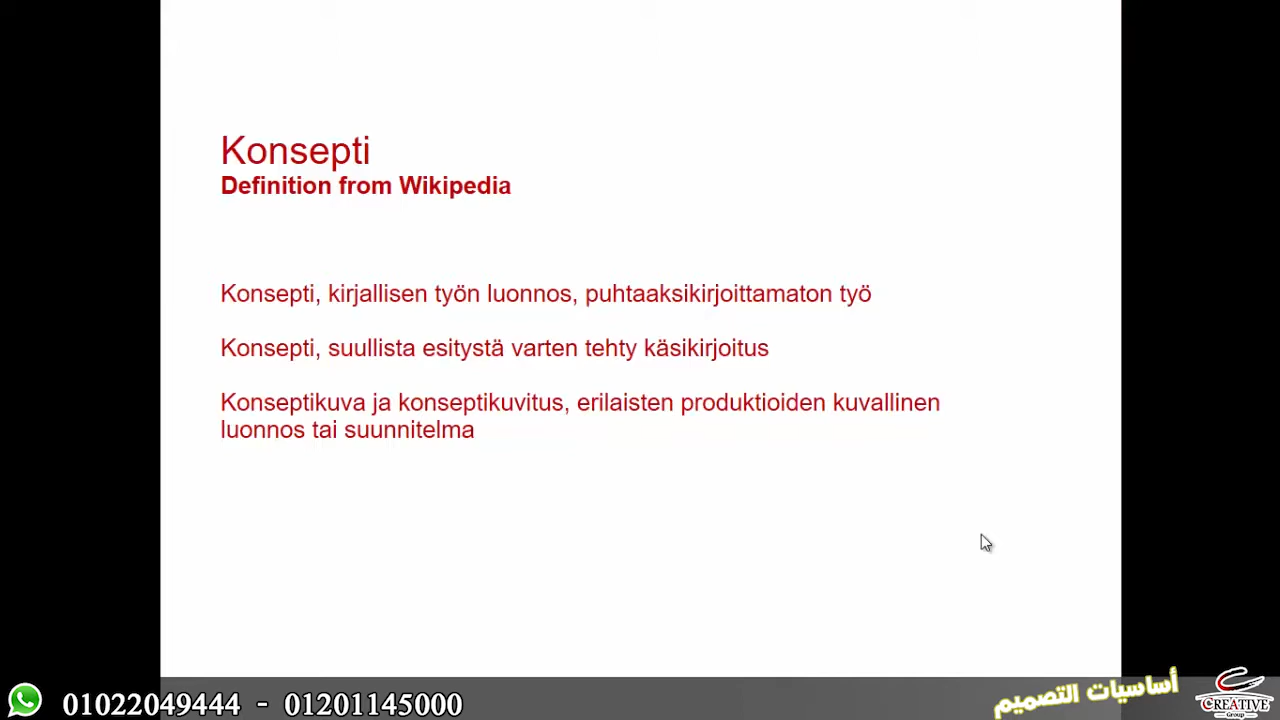 Konsepti
Definition from Wikipedia
Konsepti, kirjallisen työn luonnos, puhtaaksikirjoittamaton työ
Konsepti, suullista esitystä varten tehty käsikirjoitus
Konseptikuva ja konseptikuvitus, erilaisten produktioiden kuvallinen
luonnos tai suunnitelma
01022049444 - 01201145000
أساسيات التصميم
CREATIVE
Group